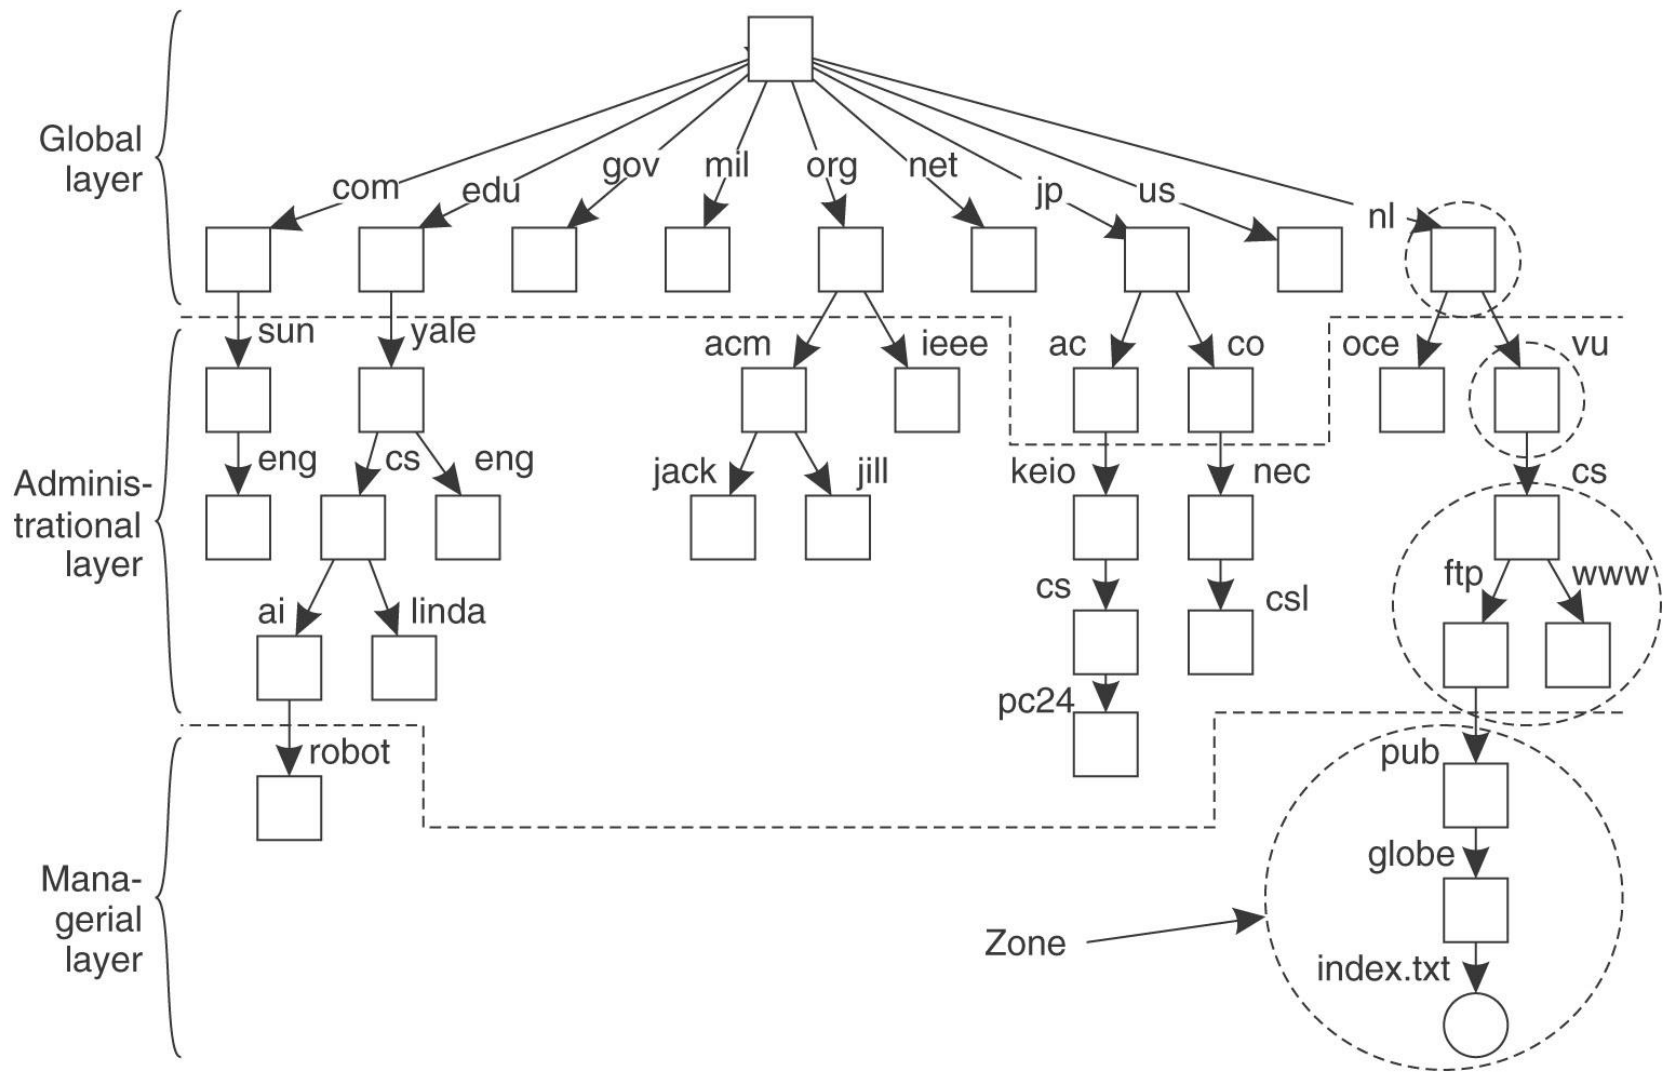 Global
layer
com
edu
gov
mil
org
net
jp
us
nl
sun
yale
acm
ieee
ac
co
oce
vu
Adminis-
trational
layer
eng
cs
eng
jack
jill
keio
nec
cs
ai
linda
cs
csl
ftp
www
pc24
robot
pub
Mana-
gerial
layer
globe
Zone
index.txt